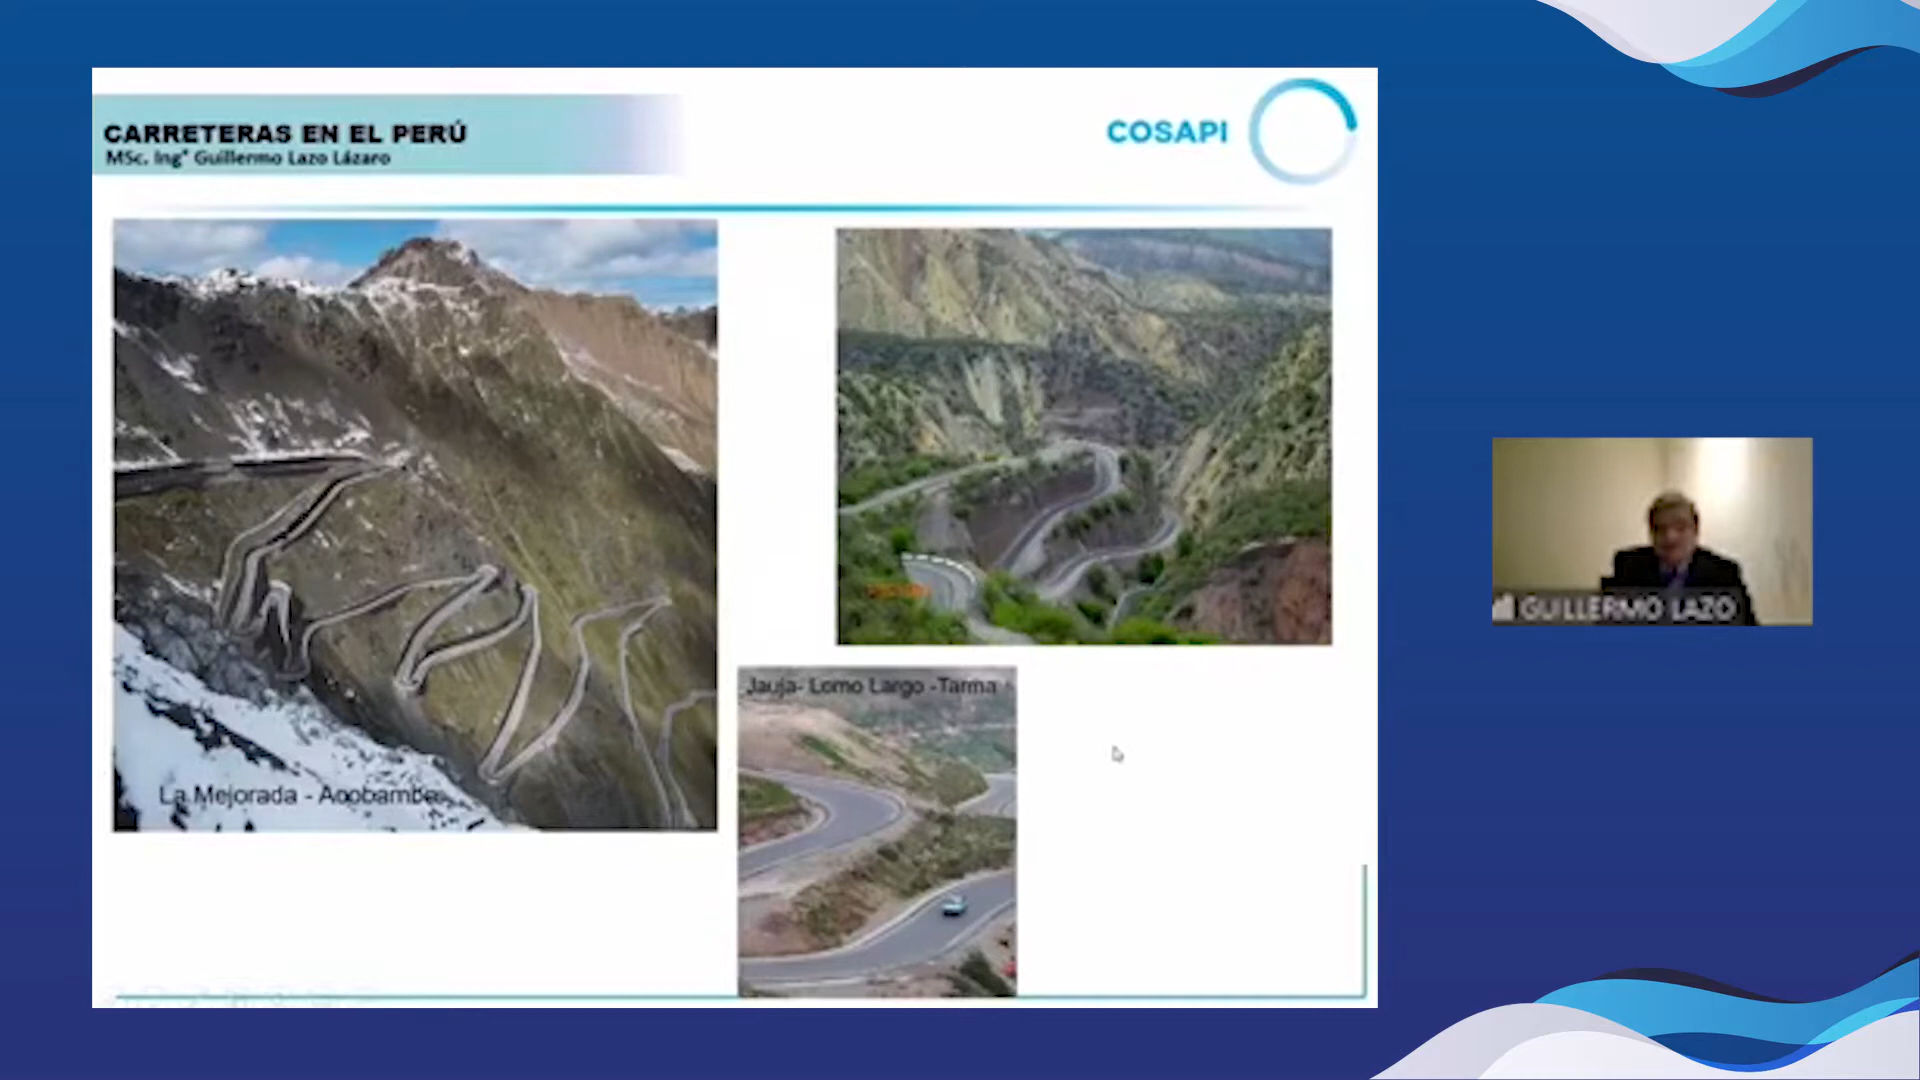 CARRETERAS EN EL PERÚ
MSc. Ing° Guillermo Lazo Lázaro
COSAPI
Jauja- Lomo Largo -Tarma
La Mejorada - Acobamba
GUILLERMO LAZO